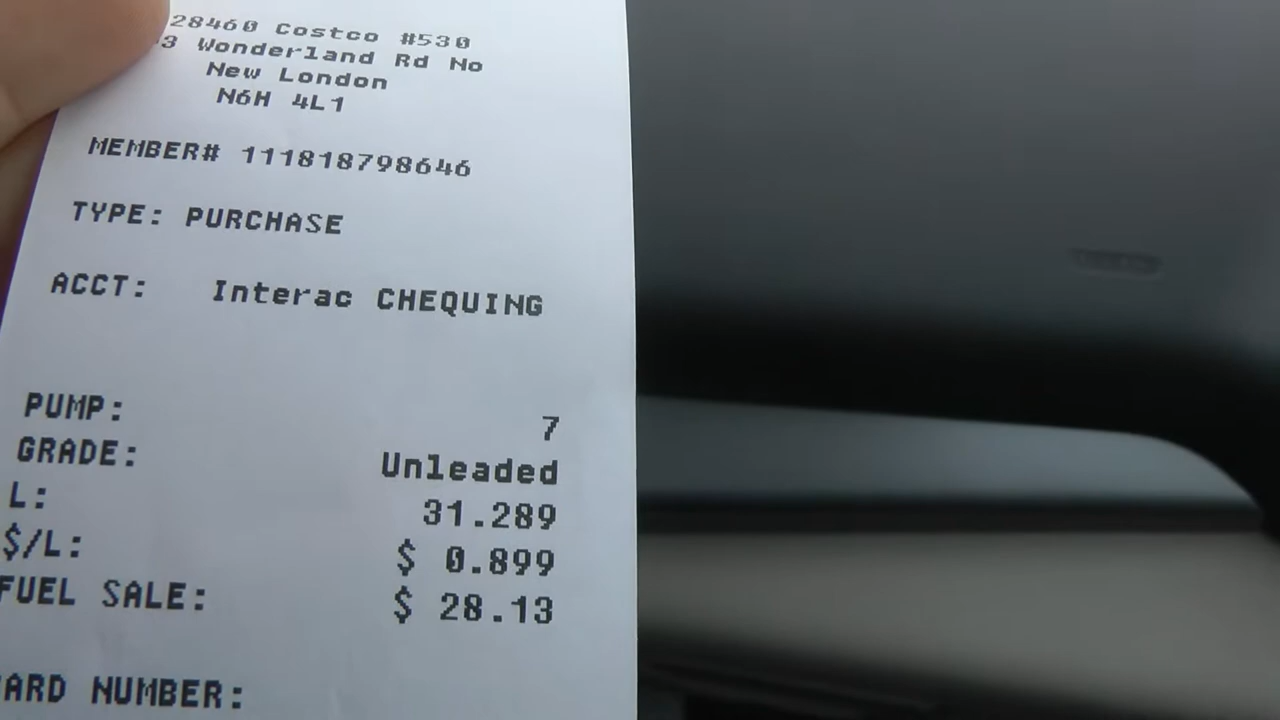 28460 Costco #530
3 Wonderland Rd No
New London
N6H 4L1
MEMBER# 111818798646
TYPE: PURCHASE
ACCT: Interac CHEQUING
PUMP: 7
GRADE: Unleaded
L: 31.289
$/L: $ 0.899
FUEL SALE: $ 28.13
ARD NUMBER: